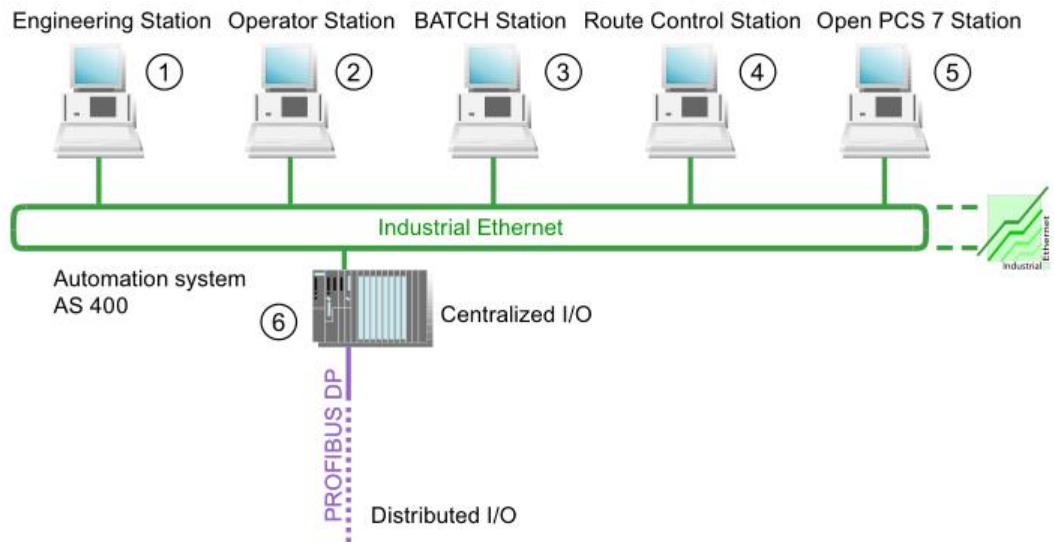 Engineering Station
Operator Station
BATCH Station
Route Control Station
Open PCS 7 Station
1
2
3
4
5
Industrial Ethernet
Industrial
Ethernet
Automation system
AS 400
6
Centralized I/O
PROFIBUS DP
Distributed I/O